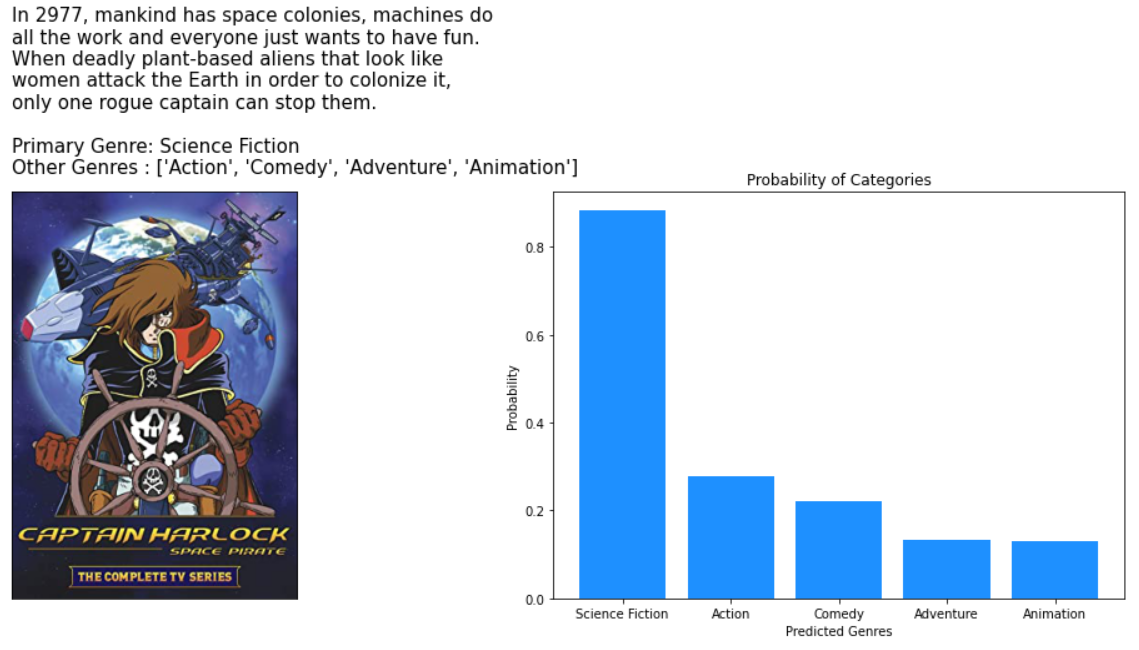 In 2977, mankind has space colonies, machines do
all the work and everyone just wants to have fun.
When deadly plant-based aliens that look like
women attack the Earth in order to colonize it,
only one rogue captain can stop them.
Primary Genre: Science Fiction
Other Genres : ['Action', 'Comedy', 'Adventure', 'Animation']
CAPTAIN HARLOCK
SPACE PIRATE
THE COMPLETE TV SERIES
Probability of Categories
Probability
0.8
0.6
0.4
0.2
0.0
Science Fiction Action Comedy Adventure Animation
Predicted Genres